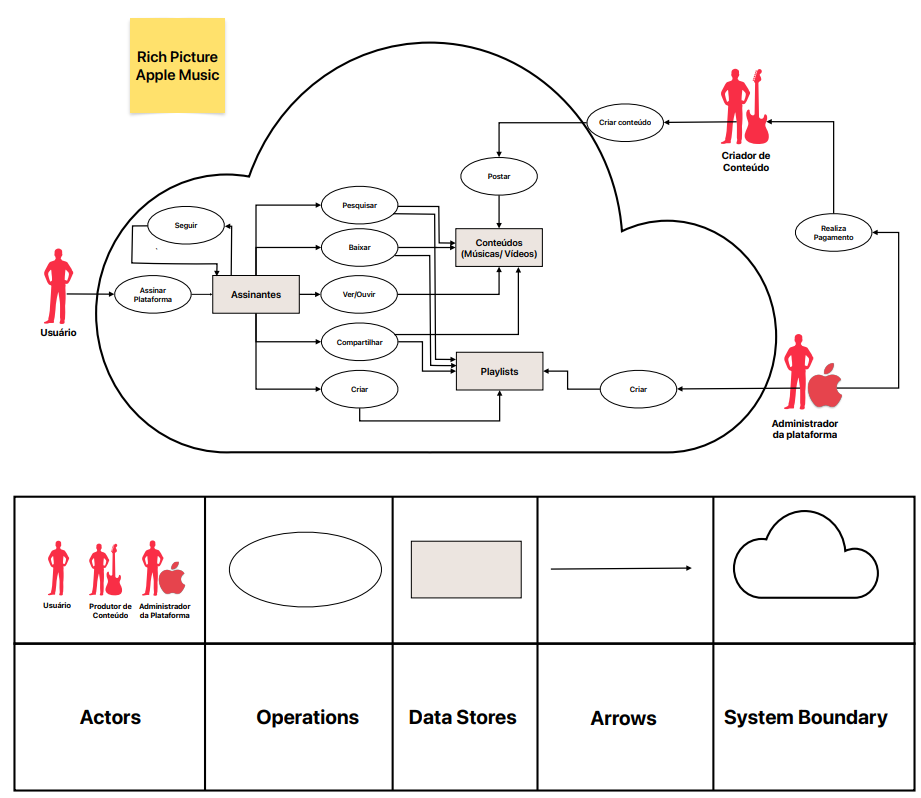 Rich Picture
Apple Music
Criar conteúdo
Criador de
Conteúdo
Postar
Pesquisar
Seguir
Realiza
Pagamento
Conteúdos
(Músicas/ Vídeos)
Baixar
Assinar
Plataforma
Assinantes
Ver/Ouvir
Usuário
Compartilhar
Playlists
Criar
Criar
Administrador
da plataforma
Usuário
Produtor de
Conteúdo
Administrador
da Plataforma
Actors
Operations
Data Stores
Arrows
System Boundary